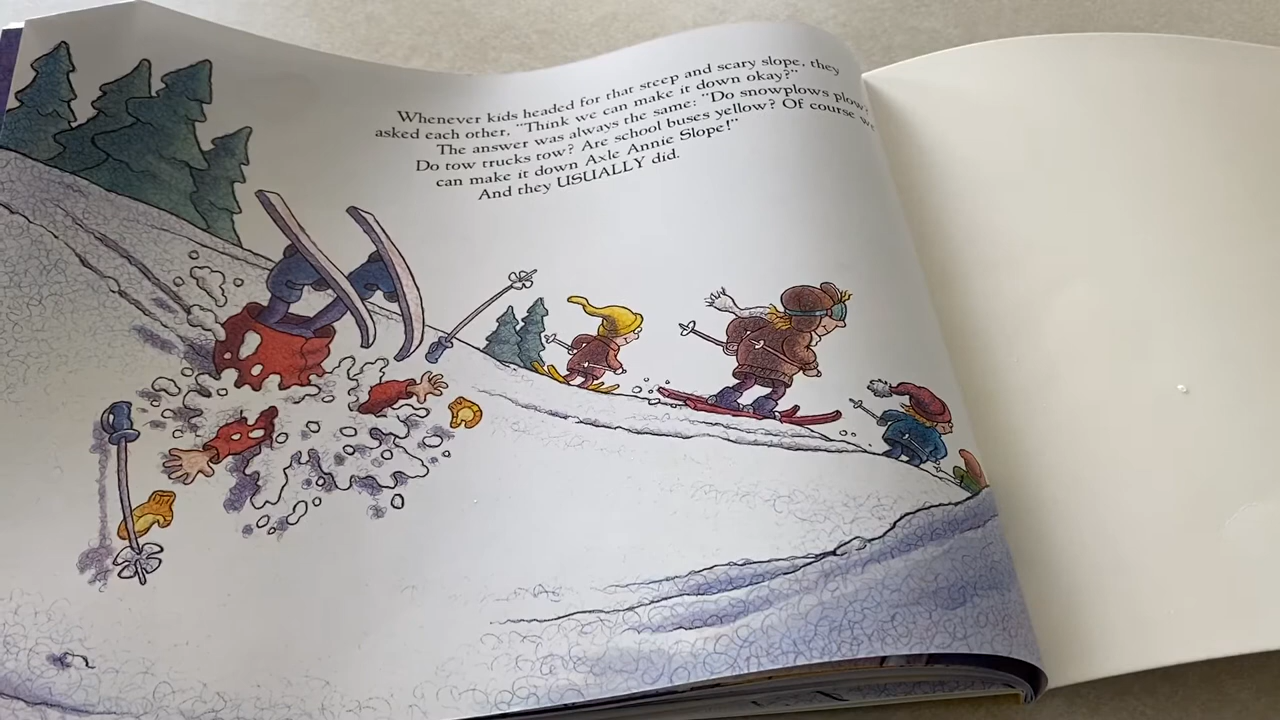 Whenever kids headed for that steep and scary slope, they
asked each other, "Think we can make it down okay?"
The answer was always the same: "Do snowplows plow?
Do tow trucks tow? Are school buses yellow? Of course we
can make it down Axle Annie Slope!"
And they USUALLY did.